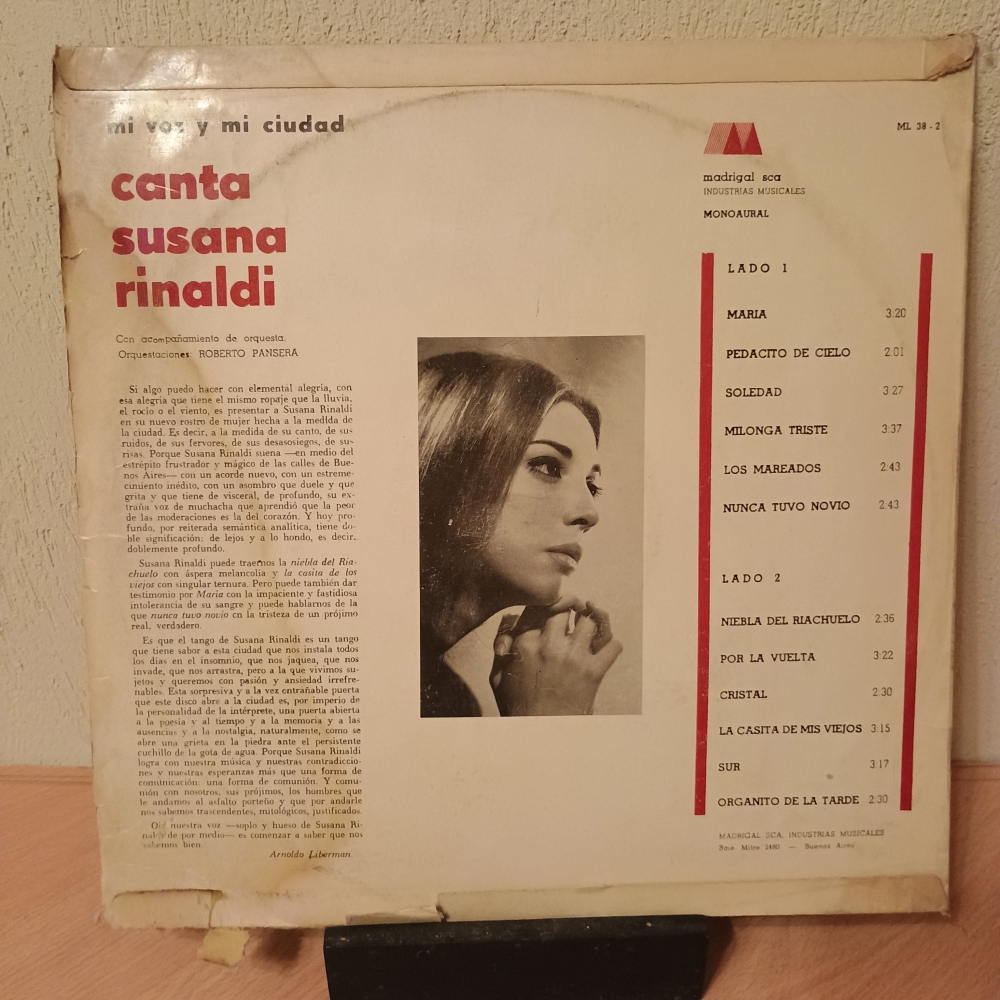 mi voz y mi ciudad
canta
susana
rinaldi
Con acompañamiento de orquesta.
Orquestaciones: ROBERTO PANSERA
Si algo puedo hacer con elemental alegría, con
esa alegría que tiene el mismo ropaje que la lluvia,
el rocío o el viento, es presentar a Susana Rinaldi
en su nuevo rostro de mujer hecha a la medida de
la ciudad. Es decir, a la medida de su canto, de sus
ruidos, de sus fervores, de sus desasosiegos, de su-
risas. Porque Susana Rinaldi suena —en medio del
estrépito frustrador y mágico de las calles de Bue-
nos Aires— con un acorde nuevo, con un estreme-
cimiento inédito, con un asombro que duele y que
grita y que tiene de visceral, de profundo, su ex-
traña voz de muchacha que aprendió que la peor
de las moderaciones es la del corazón. Y hoy pro-
fundo, por reiterada semántica analítica, tiene do-
ble significación: de lejos y a lo hondo, es decir,
doblemente profundo.
Susana Rinaldi puede traernos la niebla del Ria-
chuelo con áspera melancolía y la casita de los
viejos con singular ternura. Pero puede también dar
testimonio por María con la impaciente y fastidiosa
intolerancia de su sangre y puede hablarnos de la
que nunca tuvo novio en la tristeza de un prójimo
real, verdadero.
Es que el tango de Susana Rinaldi es un tango
que tiene sabor a esta ciudad que nos instala todos
los días en el insomnio, que nos jaquea, que nos
invade, que nos arrastra, pero a la que vivimos su-
jetos y queremos con pasión y ansiedad irrefre-
nables. Esta sorpresiva y a la vez entrañable puerta
que este disco abre a la ciudad es, por imperio de
la personalidad de la intérprete, una puerta abierta
a la poesía y al tiempo y a la memoria y a las
ausencias y a la nostalgia, naturalmente, como se
abre una grieta en la piedra ante el persistente
cuchillo de la gota de agua. Porque Susana Rinaldi
logra con nuestra música y nuestras contradiccio-
nes y nuestras esperanzas más que una forma de
comunicación: una forma de comunión. Y comu-
nión con nosotros, sus prójimos, los hombres que
le andamos al asfalto porteño y que por andarle
nos sabemos trascendentes, mitológicos, justificados.
Oír nuestra voz —soplo y hueso de Susana Ri-
naldi de por medio— es comenzar a saber que nos
sabemos bien.
Arnoldo Liberman
ML 38 - 2
madrigal sca
INDUSTRIAS MUSICALES
MONOAURAL
LADO 1
MARIA 3:20
PEDACITO DE CIELO 2:01
SOLEDAD 3:27
MILONGA TRISTE 3:37
LOS MAREADOS 2:43
NUNCA TUVO NOVIO 2:43
LADO 2
NIEBLA DEL RIACHUELO 2:36
POR LA VUELTA 3:22
CRISTAL 2:30
LA CASITA DE MIS VIEJOS 3:15
SUR 3:17
ORGANITO DE LA TARDE 2:30
MADRIGAL SCA. INDUSTRIAS MUSICALES
Bmé. Mitre 2460 — Buenos Aires